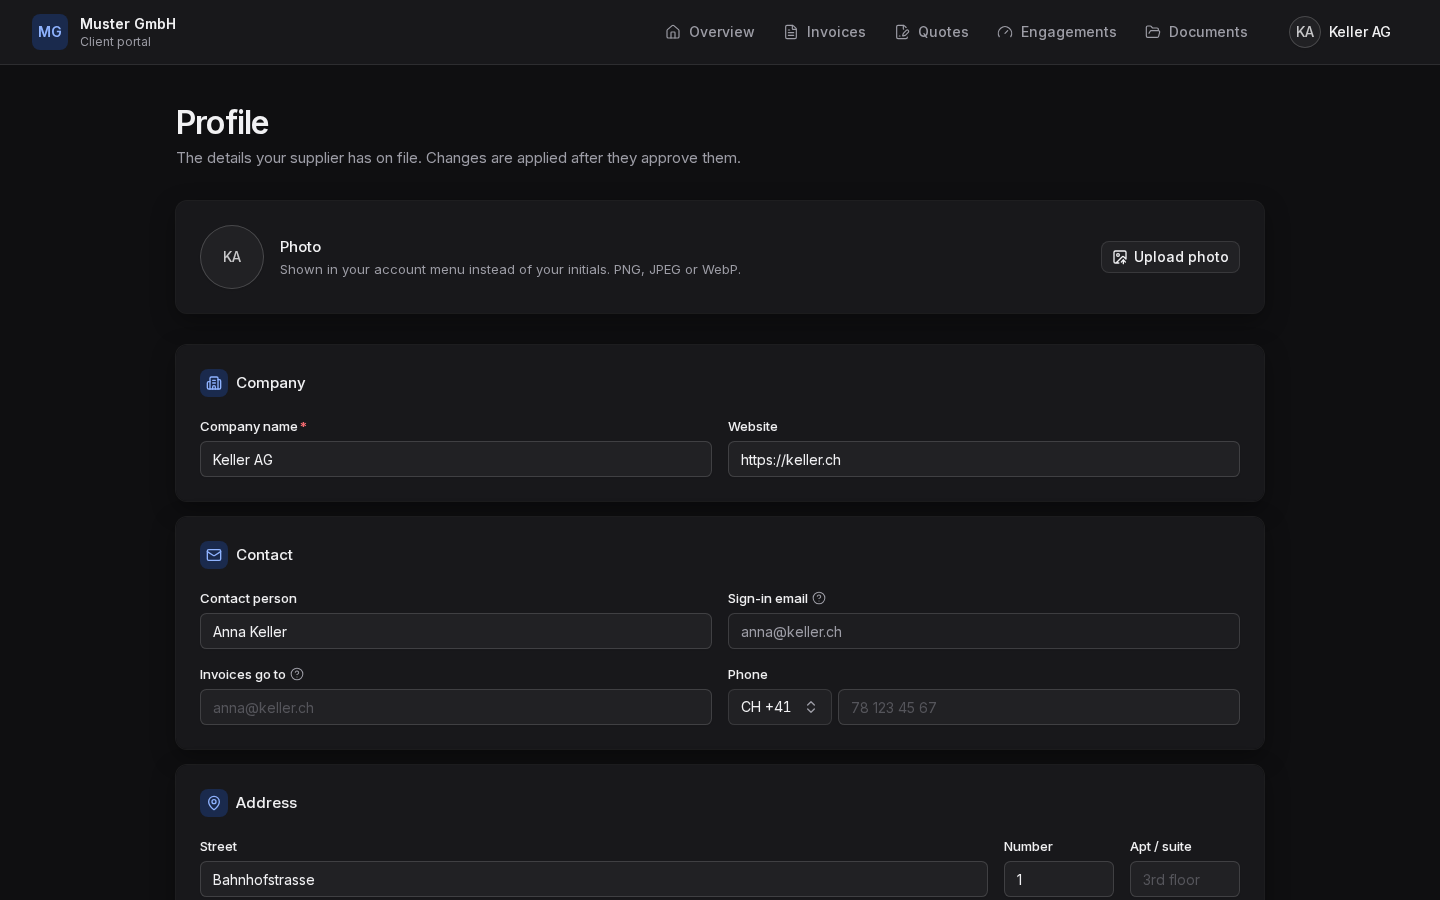 MG
Muster GmbH
Client portal
Overview
Invoices
Quotes
Engagements
Documents
KA
Keller AG
Profile
The details your supplier has on file. Changes are applied after they approve them.
KA
Photo
Shown in your account menu instead of your initials. PNG, JPEG or WebP.
Upload photo
Company
Company name*
Keller AG
Website
https://keller.ch
Contact
Contact person
Anna Keller
Sign-in email
anna@keller.ch
Invoices go to
anna@keller.ch
Phone
CH +41
78 123 45 67
Address
Street
Bahnhofstrasse
Number
1
Apt / suite
3rd floor